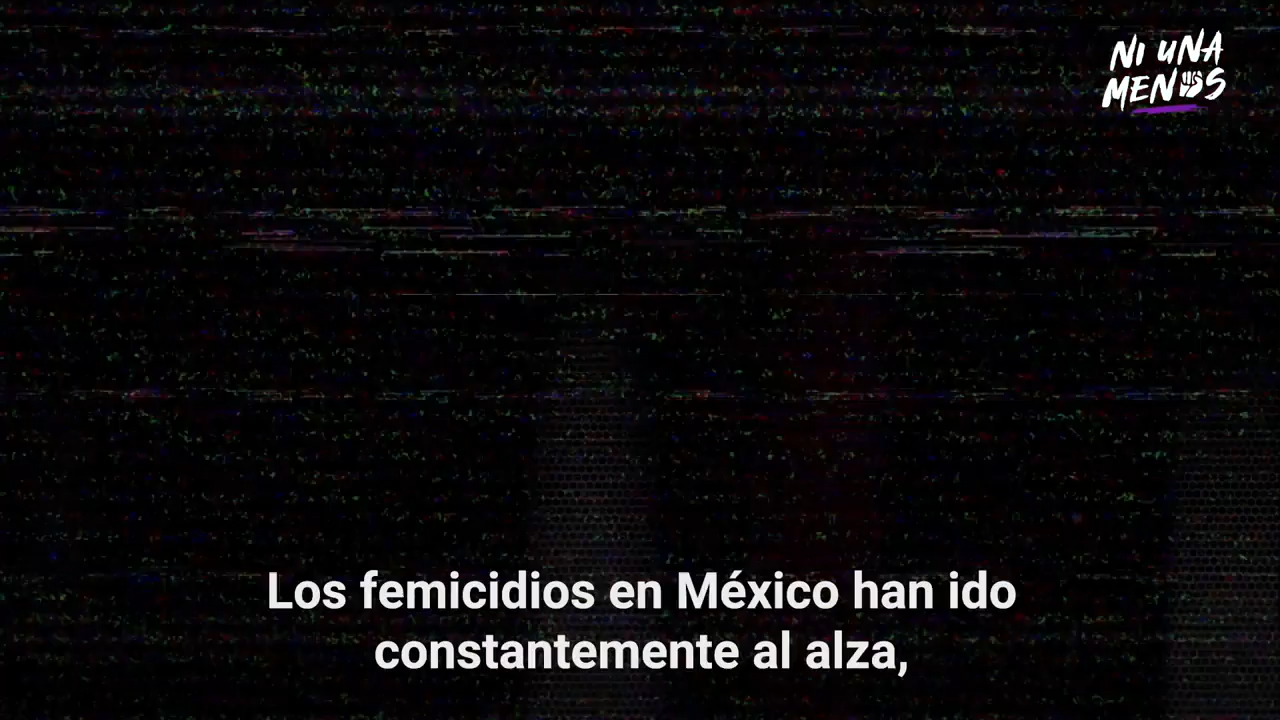 NI UNA
MENOS
Los femicidios en México han ido
constantemente al alza,